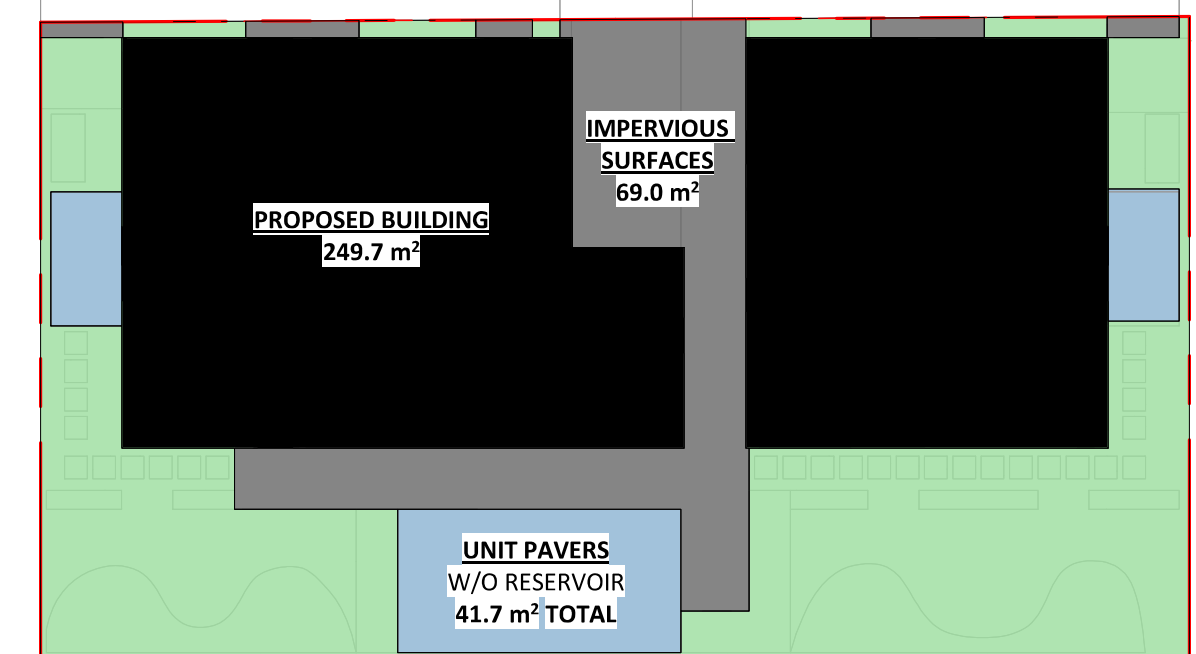 IMPERVIOUS
SURFACES
69.0 m²
PROPOSED BUILDING
249.7 m²
UNIT PAVERS
W/O RESERVOIR
41.7 m² TOTAL